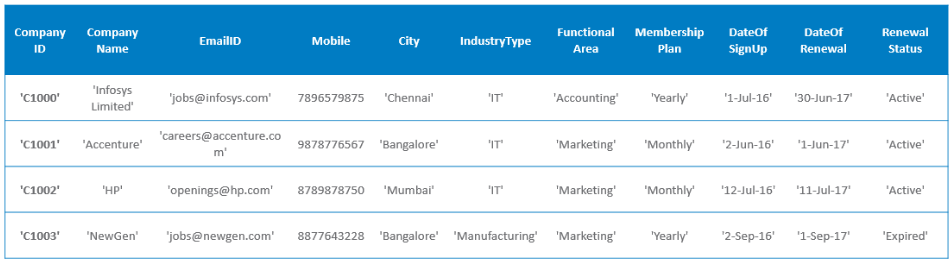 Company ID Company Name EmailID Mobile City IndustryType Functional Area Membership Plan DateOf SignUp DateOf Renewal Renewal Status
'C1000' 'Infosys Limited' 'jobs@infosys.com' 7896579875 'Chennai' 'IT' 'Accounting' 'Yearly' '1-Jul-16' '30-Jun-17' 'Active'
'C1001' 'Accenture' 'careers@accenture.com' 9878776567 'Bangalore' 'IT' 'Marketing' 'Monthly' '2-Jun-16' '1-Jun-17' 'Active'
'C1002' 'HP' 'openings@hp.com' 8789878750 'Mumbai' 'IT' 'Marketing' 'Monthly' '12-Jul-16' '11-Jul-17' 'Active'
'C1003' 'NewGen' 'jobs@newgen.com' 8877643228 'Bangalore' 'Manufacturing' 'Marketing' 'Yearly' '2-Sep-16' '1-Sep-17' 'Expired'